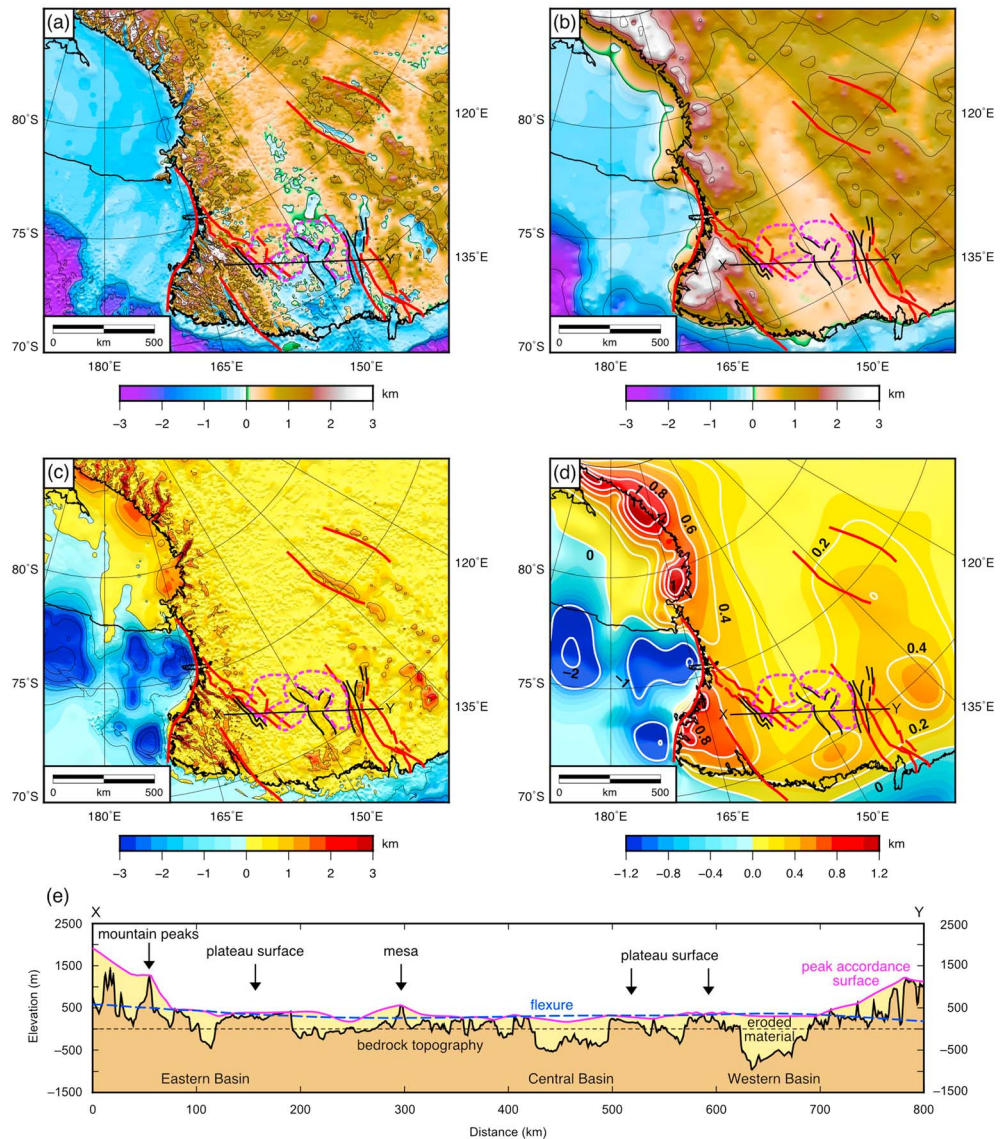 (a)
80°S
75°S
70°S
120°E
135°E
0 km 500
180°E 165°E 150°E
km
−3 −2 −1 0 1 2 3
(b)
80°S
75°S
70°S
120°E
135°E
X Y
0 km 500
180°E 165°E 150°E
km
−3 −2 −1 0 1 2 3
(c)
80°S
75°S
70°S
120°E
135°E
X Y
0 km 500
180°E 165°E 150°E
km
−3 −2 −1 0 1 2 3
(d)
80°S
75°S
70°S
120°E
135°E
0.8
1
0.6
0
0.2
0.4
0.4
−2
−1
X Y
0.8
0.2
0
0 km 500
180°E 165°E 150°E
km
−1.2 −0.8 −0.4 0.0 0.4 0.8 1.2
(e)
X Y
2500 2500
mountain peaks
plateau surface mesa plateau surface
peak accordance
surface
1500 1500
flexure
500 500
eroded
material
bedrock topography
−500 −500
Eastern Basin Central Basin Western Basin
−1500 −1500
Elevation (m)
0 100 200 300 400 500 600 700 800
Distance (km)